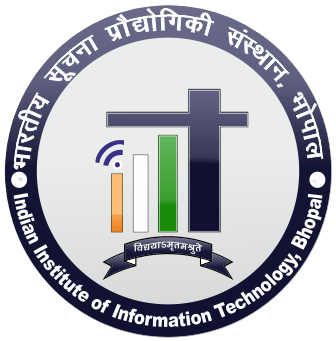 भारतीय सूचना प्रौद्योगिकी संस्थान, भोपाल
विद्ययाऽमृतमश्नुते
Indian Institute of Information Technology, Bhopal